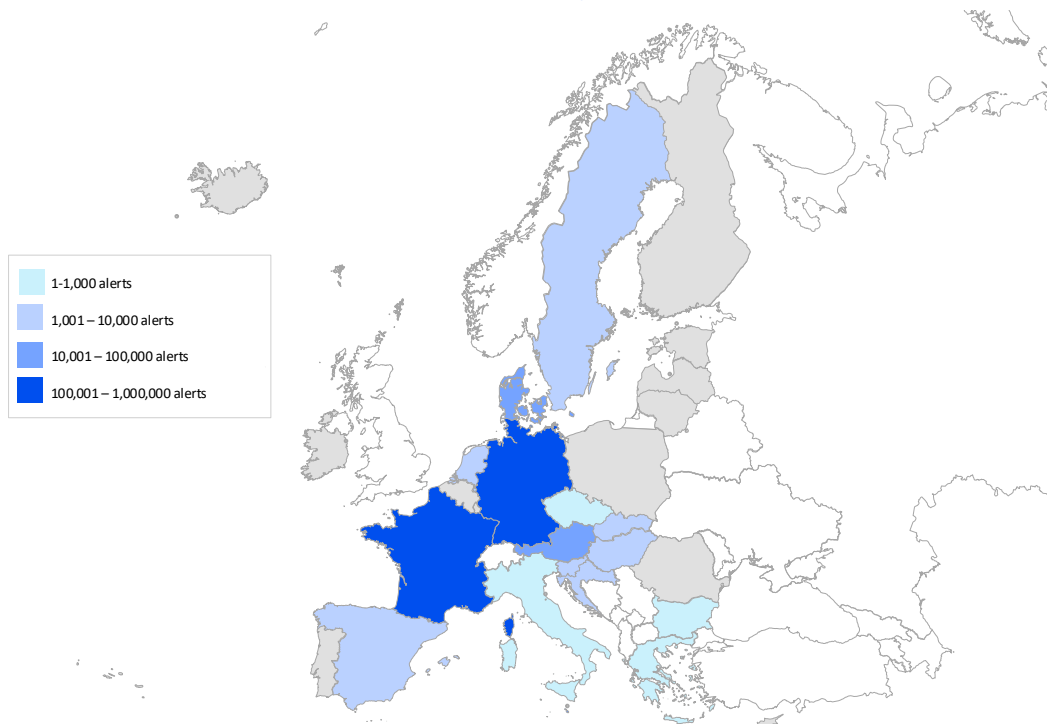 1-1,000 alerts
1,001 – 10,000 alerts
10,001 – 100,000 alerts
100,001 – 1,000,000 alerts